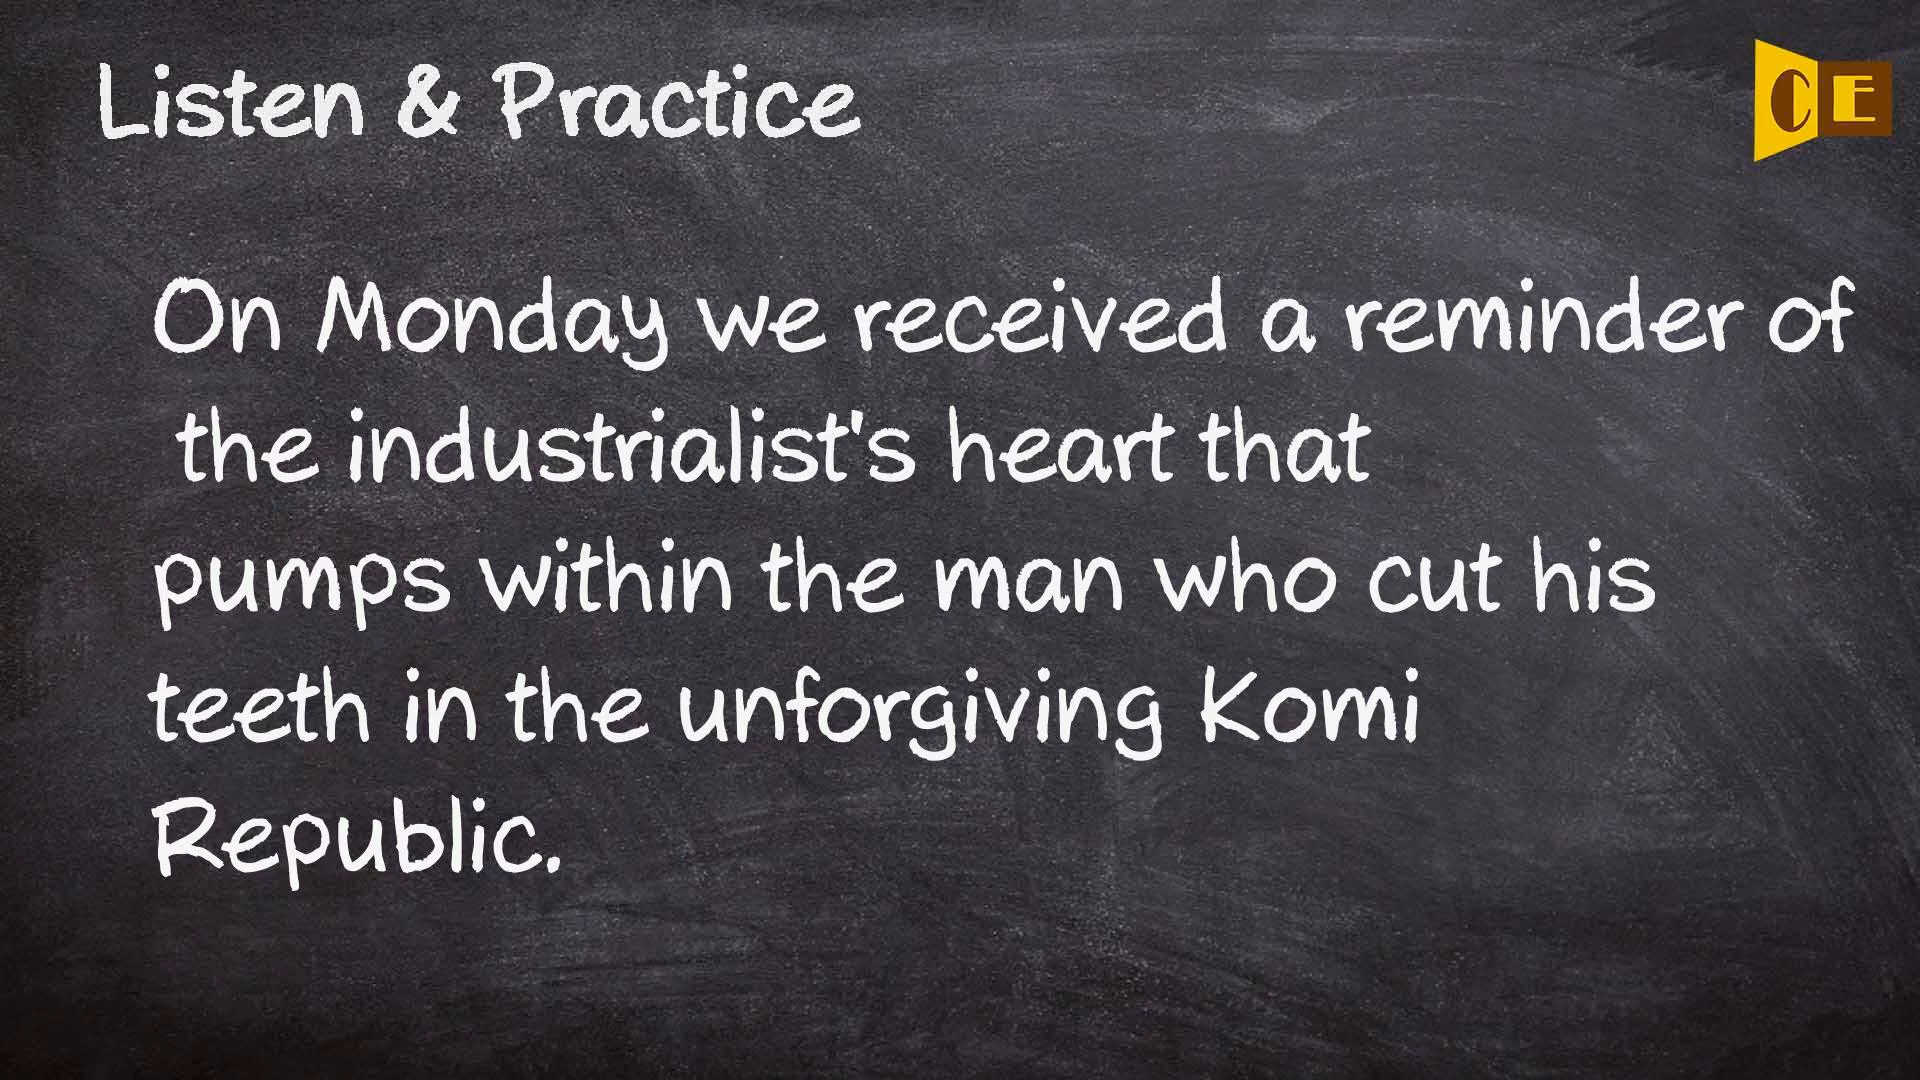 Listen & Practice
CE
On Monday we received a reminder of
the industrialist's heart that
pumps within the man who cut his
teeth in the unforgiving Komi
Republic.